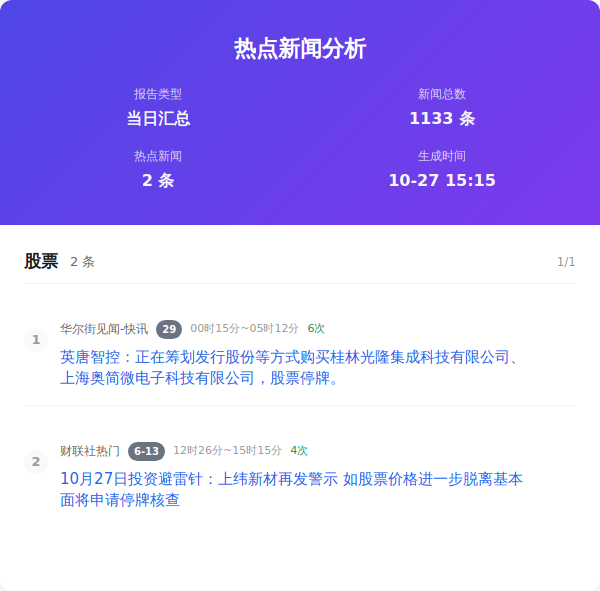 热点新闻分析
报告类型
新闻总数
当日汇总
1133 条
热点新闻
生成时间
2 条
10-27 15:15
股票 2 条 1/1
1
华尔街见闻-快讯 29 00时15分~05时12分 6次
英唐智控：正在筹划发行股份等方式购买桂林光隆集成科技有限公司、
上海奥简微电子科技有限公司，股票停牌。
2
财联社热门 6-13 12时26分~15时15分 4次
10月27日投资避雷针：上纬新材再发警示 如股票价格进一步脱离基本
面将申请停牌核查